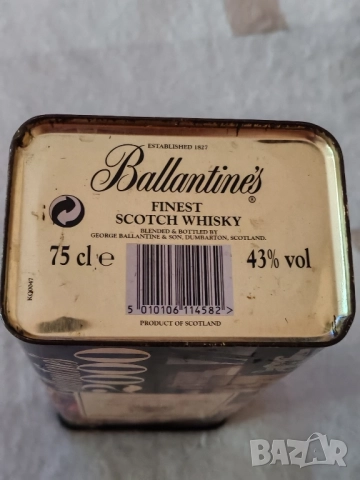 ESTABLISHED 1827
Ballantine's®
FINEST
SCOTCH WHISKY
BLENDED & BOTTLED BY
GEORGE BALLANTINE & SON, DUMBARTON, SCOTLAND.
75 cl e
43% vol
5 010106 114582 >
PRODUCT OF SCOTLAND
2000
BAZAR